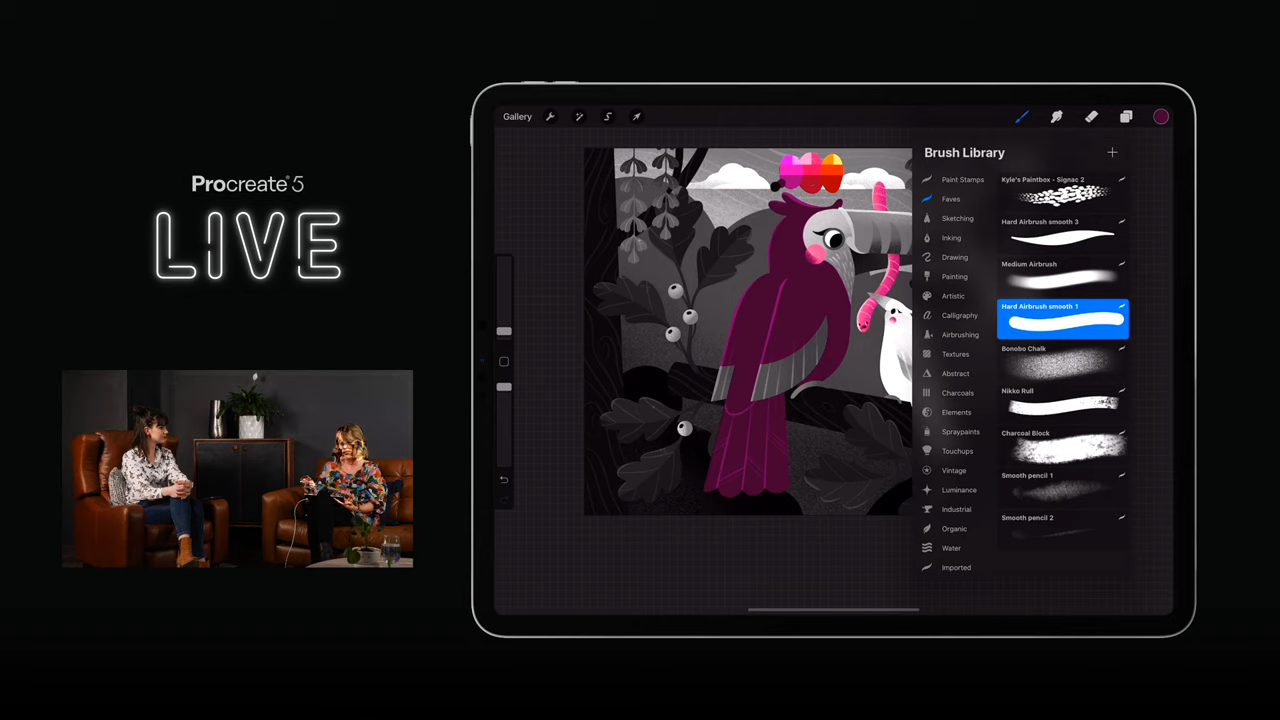 Procreate® 5
LIVE
Gallery
Brush Library
Paint Stamps
Faves
Sketching
Inking
Drawing
Painting
Artistic
Calligraphy
Airbrushing
Textures
Abstract
Charcoals
Elements
Spraypaints
Touchups
Vintage
Luminance
Industrial
Organic
Water
Imported
Kyle's Paintbox - Signac 2
Hard Airbrush smooth 3
Medium Airbrush
Hard Airbrush smooth 1
Bonobo Chalk
Nikko Rull
Charcoal Block
Smooth pencil 1
Smooth pencil 2